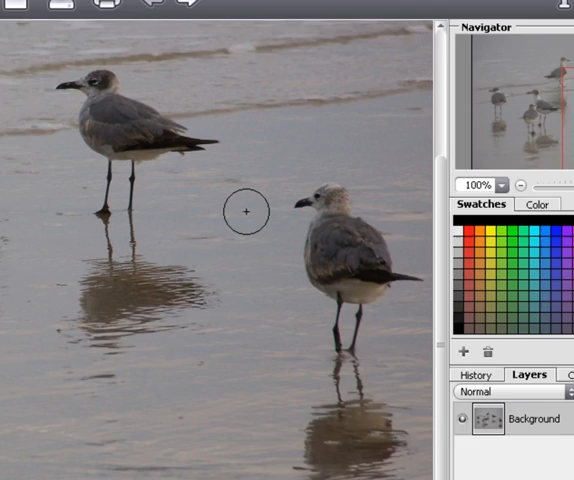 Navigator
100%
Swatches
Color
History
Layers
Normal
Background